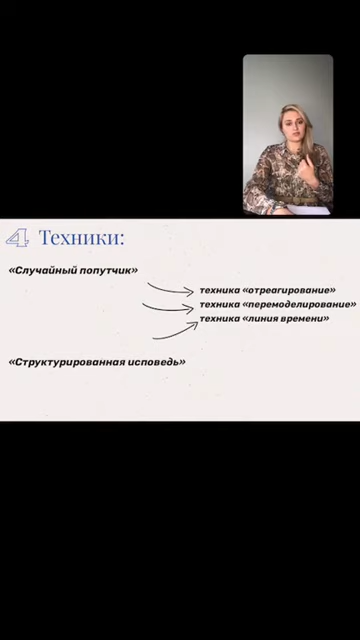 4 Техники:
«Случайный попутчик»
техника «отреагирование»
техника «перемоделирование»
техника «линия времени»
«Структурированная исповедь»